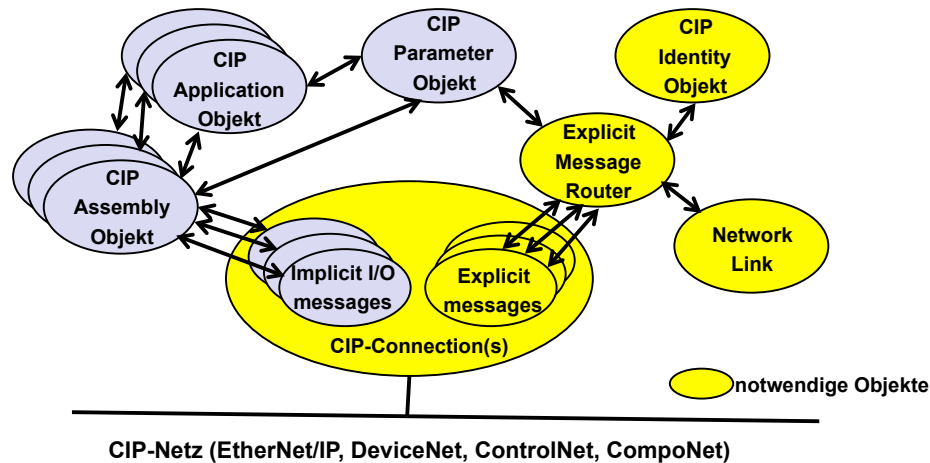 CIP
Application
Objekt
CIP
Parameter
Objekt
CIP
Identity
Objekt
Explicit
Message
Router
CIP
Assembly
Objekt
Network
Link
Implicit I/O
messages
Explicit
messages
CIP-Connection(s)
notwendige Objekte
CIP-Netz (EtherNet/IP, DeviceNet, ControlNet, CompoNet)